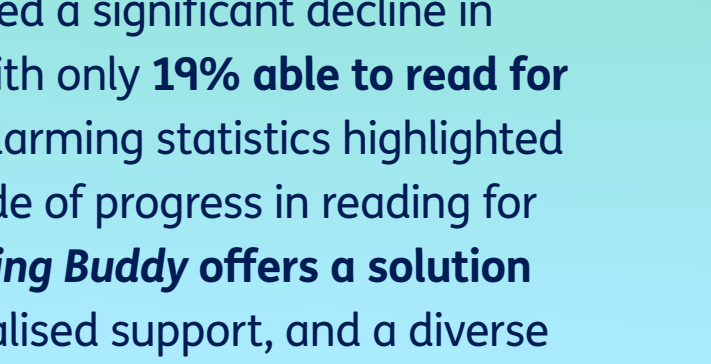 ed a significant decline in
ith only 19% able to read for
larming statistics highlighted
de of progress in reading for
ing Buddy offers a solution
alised support, and a diverse